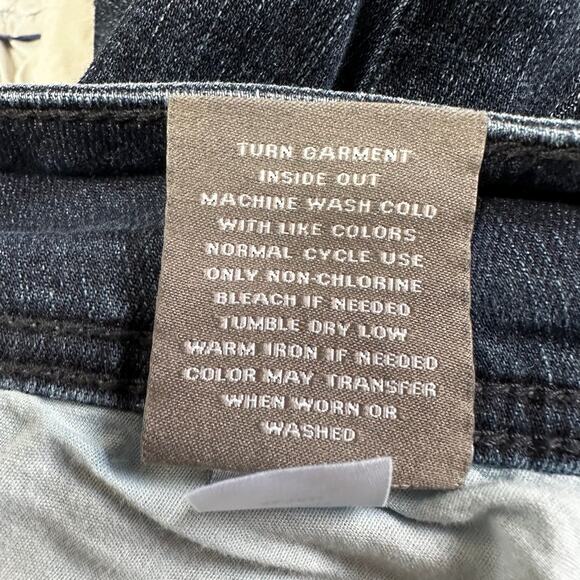 TURN GARMENT
INSIDE OUT
MACHINE WASH COLD
WITH LIKE COLORS
NORMAL CYCLE USE
ONLY NON-CHLORINE
BLEACH IF NEEDED
TUMBLE DRY LOW
WARM IRON IF NEEDED
COLOR MAY TRANSFER
WHEN WORN OR
WASHED